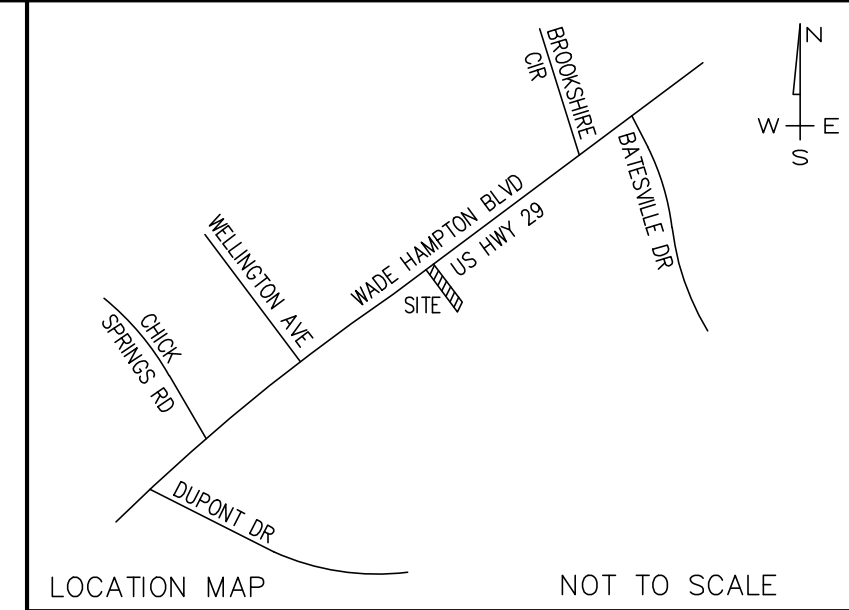 BROOKSHIRE
CIR
N
W E
S
BATESVILLE DR
WADE HAMPTON BLVD
US HWY 29
WELLINGTON AVE
SITE
CHICK
SPRINGS RD
DUPONT DR
LOCATION MAP
NOT TO SCALE